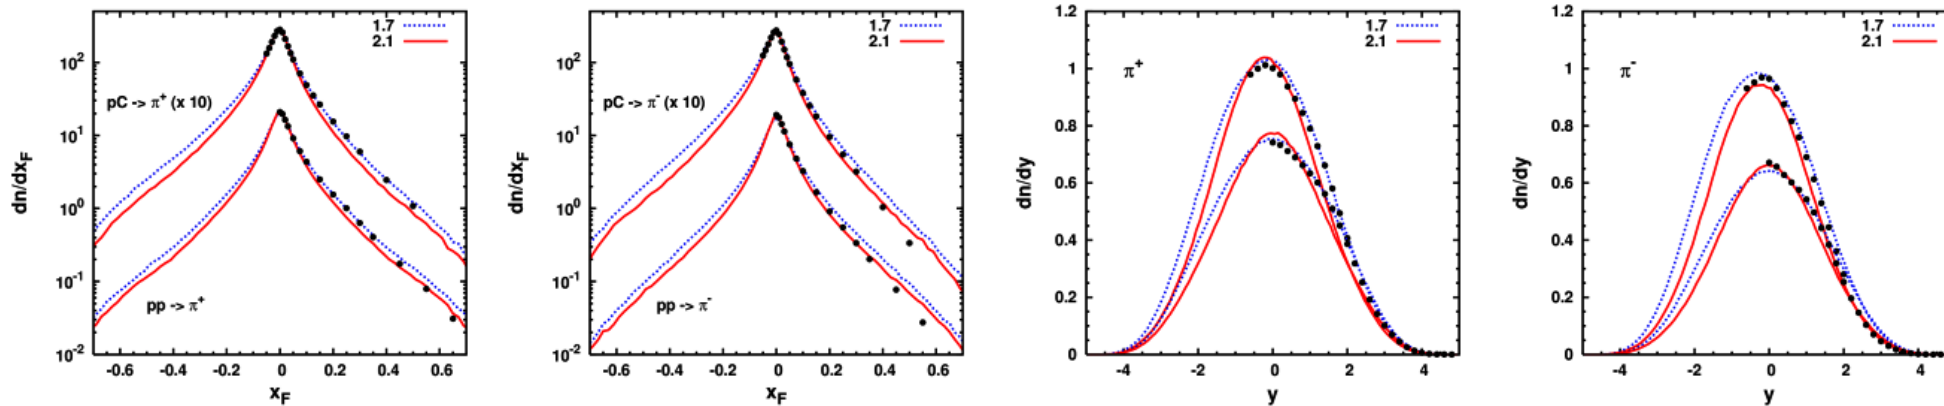 1.7
2.1
pC -> π⁺ (x 10)
pp -> π⁺
dn/dx_F
10²
10¹
10⁰
10⁻¹
10⁻²
-0.6 -0.4 -0.2 0 0.2 0.4 0.6
x_F
1.7
2.1
pC -> π⁻ (x 10)
pp -> π⁻
dn/dx_F
10²
10¹
10⁰
10⁻¹
10⁻²
-0.6 -0.4 -0.2 0 0.2 0.4 0.6
x_F
1.7
2.1
π⁺
dn/dy
1.2
1
0.8
0.6
0.4
0.2
0
-4 -2 0 2 4
y
1.7
2.1
π⁻
dn/dy
1.2
1
0.8
0.6
0.4
0.2
0
-4 -2 0 2 4
y